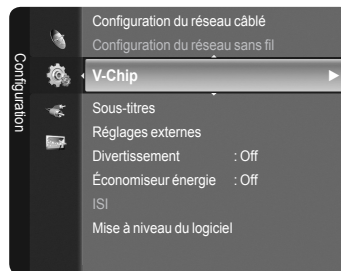 Configuration
Configuration du réseau câblé
Configuration du réseau sans fil
V-Chip
Sous-titres
Réglages externes
Divertissement : Off
Économiseur énergie : Off
ISI
Mise à niveau du logiciel